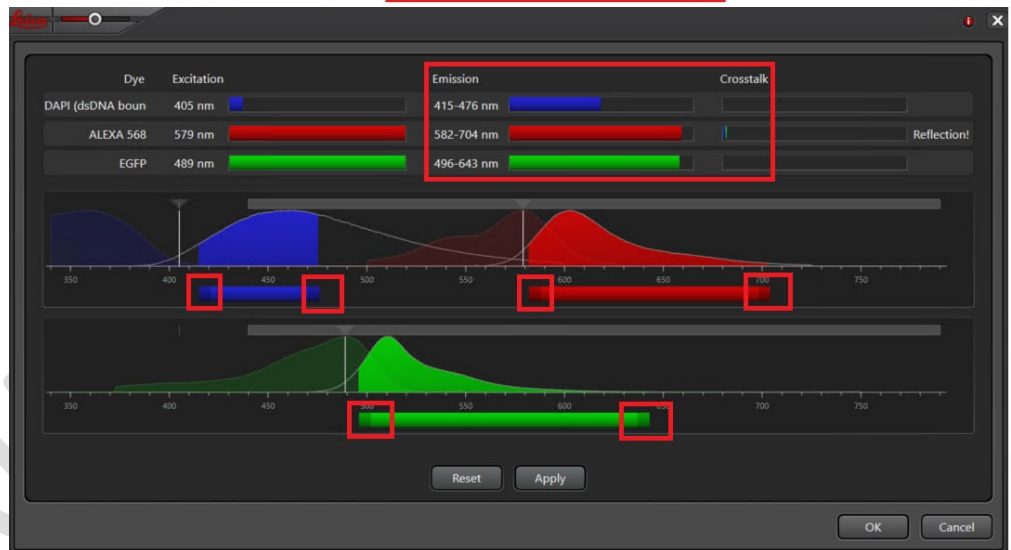 Leica
Dye Excitation Emission Crosstalk
DAPI (dsDNA boun 405 nm 415-476 nm
ALEXA 568 579 nm 582-704 nm Reflection!
EGFP 489 nm 496-643 nm
350 400 450 500 550 600 650 700 750
350 400 450 500 550 600 650 700 750
Reset Apply
OK Cancel